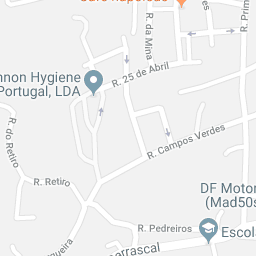 R. da Mina
R. Prim
nnon Hygiene
Portugal, LDA
R. 25 de Abril
R. do Retiro
R. Campos Verdes
R. Retiro
DF Motor
(Mad50s
R. Pedreiros
Escol